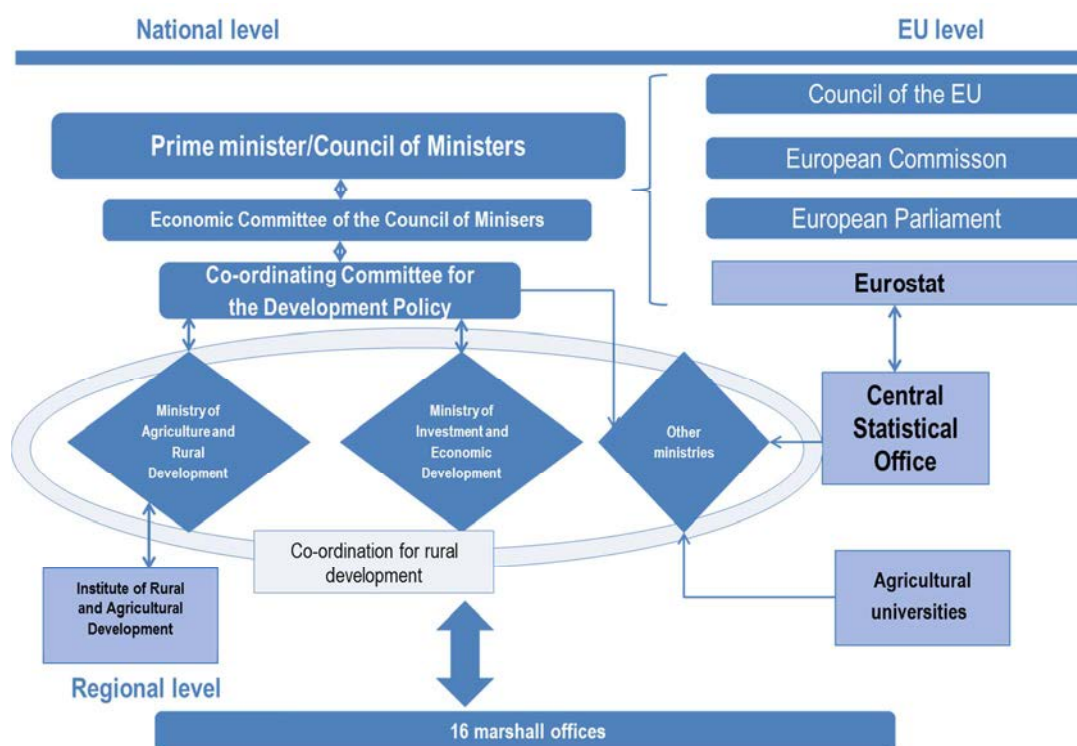 National level
EU level
Council of the EU
Prime minister/Council of Ministers
European Commisson
Economic Committee of the Council of Minisers
European Parliament
Co-ordinating Committee for
the Development Policy
Eurostat
Ministry of
Agriculture and
Rural
Development
Ministry of
Investment and
Economic
Development
Other
ministries
Central
Statistical
Office
Co-ordination for rural
development
Institute of Rural
and Agricultural
Development
Agricultural
universities
Regional level
16 marshall offices